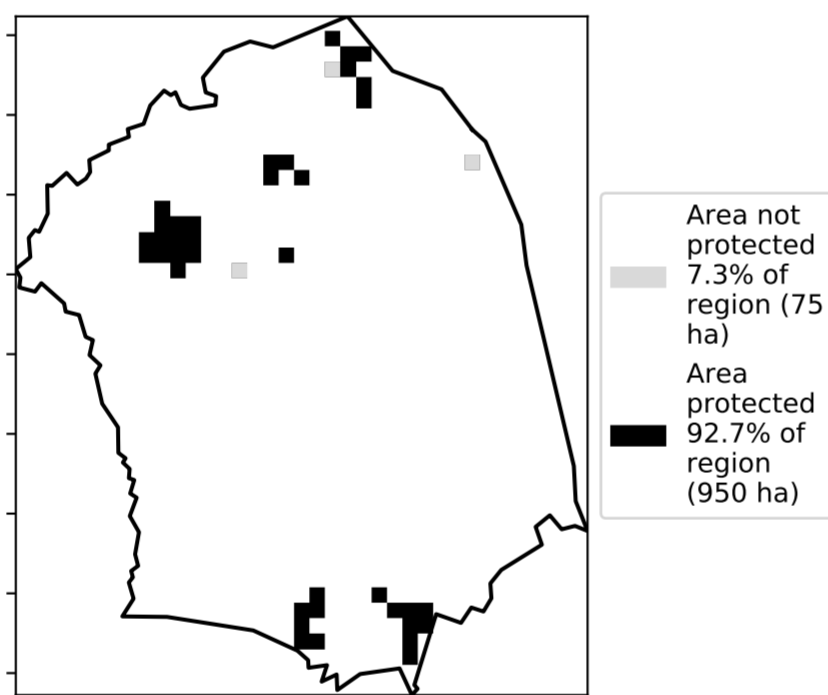 Area not
protected
7.3% of
region (75
ha)
Area
protected
92.7% of
region
(950 ha)